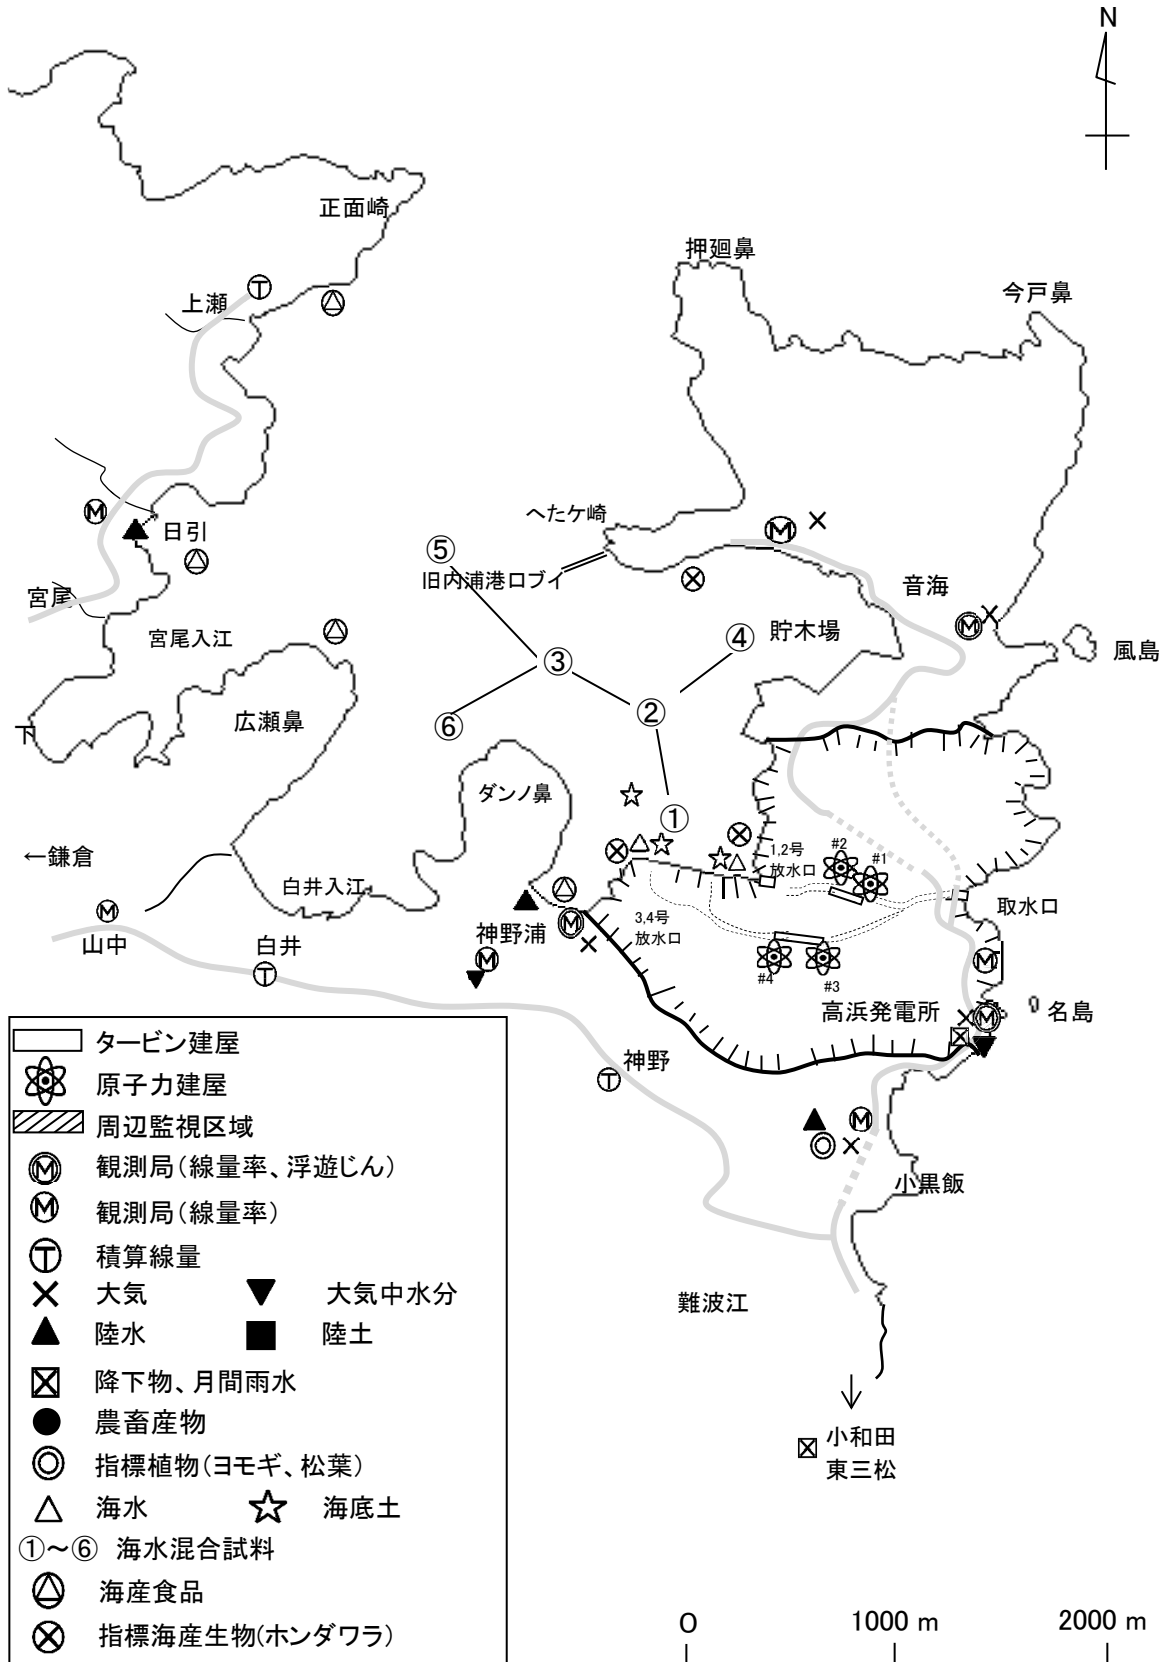 N
正面崎
押廻鼻
今戸鼻
T
上瀬
へたケ崎
M
M
日引
⑤
旧内浦港口ブイ
音海
宮尾
宮尾入江
④
貯木場
M
風島
③
下
広瀬鼻
②
⑥
ダンノ鼻
①
←鎌倉
1,2号
放水口
#2
#1
白井入江
取水口
M
山中
白井
T
神野浦
M
M
3,4号
放水口
#4
#3
M
高浜発電所
M
名島
神野
T
M
小黒飯
難波江
小和田
東三松
タービン建屋
原子力建屋
周辺監視区域
M 観測局(線量率、浮遊じん)
M 観測局(線量率)
T 積算線量
大気 大気中水分
陸水 陸土
降下物、月間雨水
農畜産物
指標植物(ヨモギ、松葉)
海水 海底土
①～⑥ 海水混合試料
海産食品
指標海産生物(ホンダワラ)
O 1000 m 2000 m